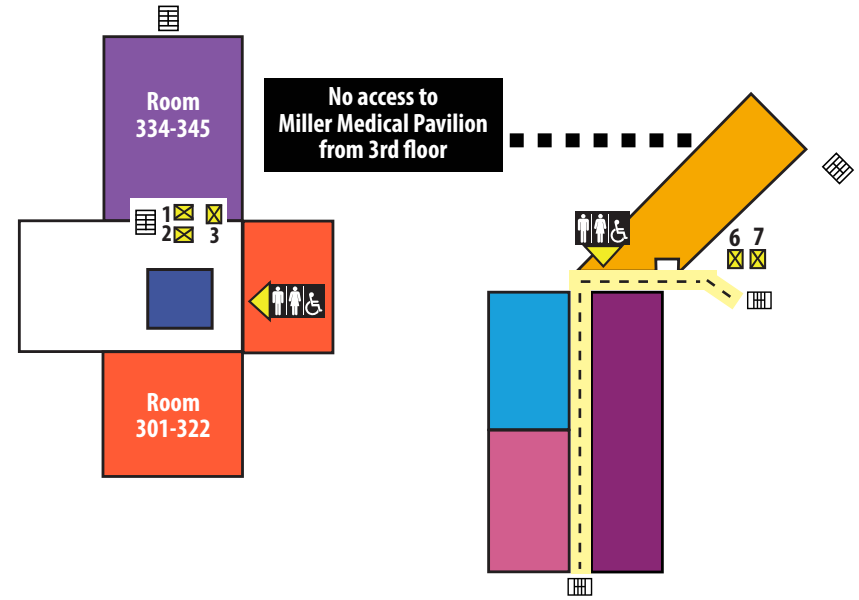 Room
334-345
No access to
Miller Medical Pavilion
from 3rd floor
1
2
3
6 7
Room
301-322